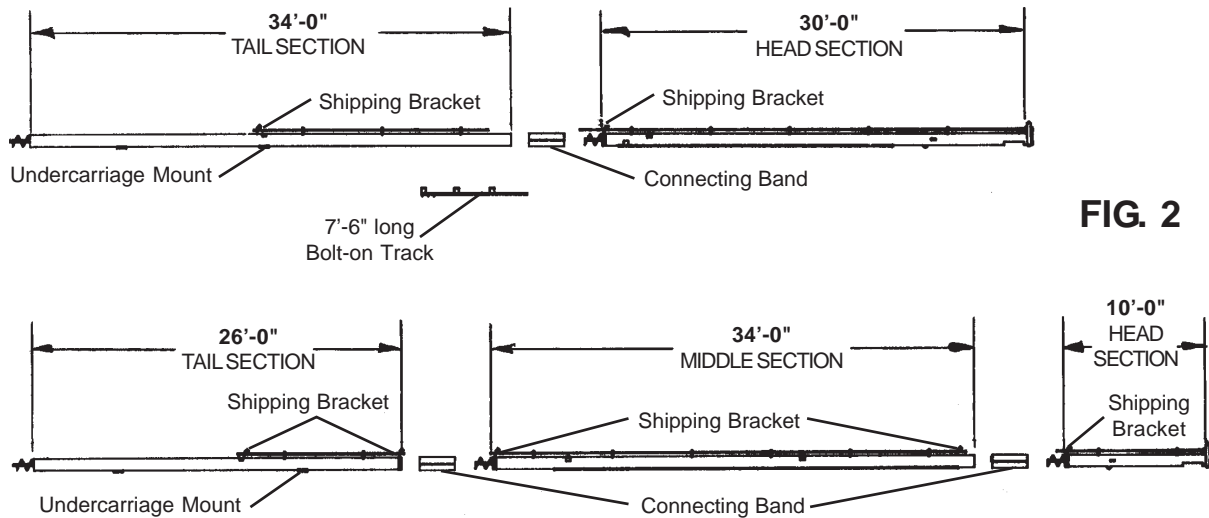 34'-0"
TAIL SECTION
30'-0"
HEAD SECTION
Shipping Bracket
Shipping Bracket
Undercarriage Mount
Connecting Band
7'-6" long
Bolt-on Track
FIG. 2
26'-0"
TAIL SECTION
34'-0"
MIDDLE SECTION
10'-0"
HEAD
SECTION
Shipping Bracket
Shipping Bracket
Shipping
Bracket
Undercarriage Mount
Connecting Band